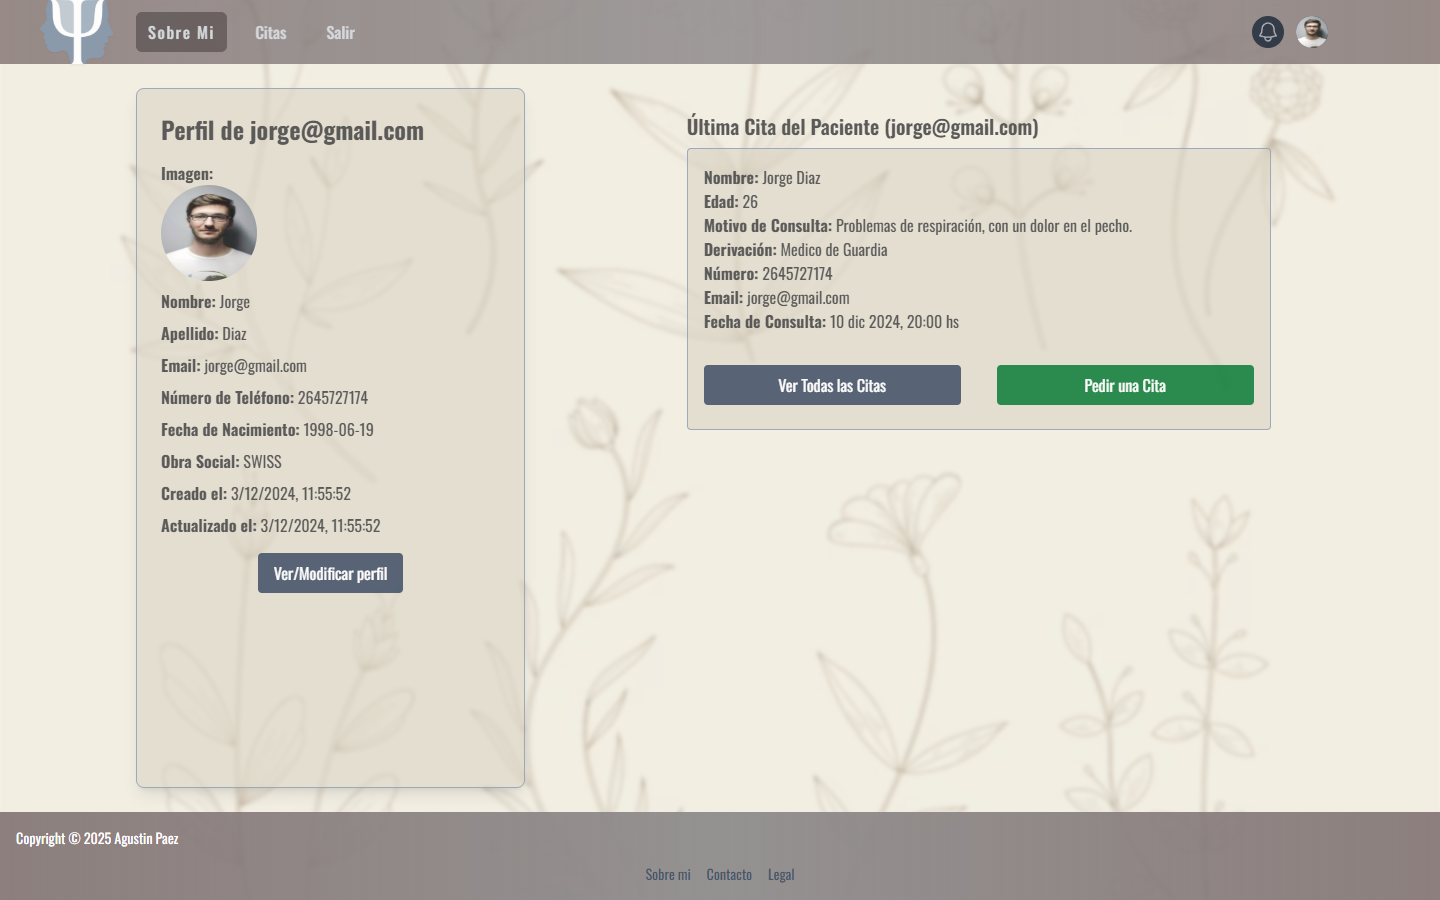 Sobre Mi
Citas
Salir
Perfil de jorge@gmail.com
Imagen:
Nombre: Jorge
Apellido: Diaz
Email: jorge@gmail.com
Número de Teléfono: 2645727174
Fecha de Nacimiento: 1998-06-19
Obra Social: SWISS
Creado el: 3/12/2024, 11:55:52
Actualizado el: 3/12/2024, 11:55:52
Ver/Modificar perfil
Última Cita del Paciente (jorge@gmail.com)
Nombre: Jorge Diaz
Edad: 26
Motivo de Consulta: Problemas de respiración, con un dolor en el pecho.
Derivación: Medico de Guardia
Número: 2645727174
Email: jorge@gmail.com
Fecha de Consulta: 10 dic 2024, 20:00 hs
Ver Todas las Citas
Pedir una Cita
Copyright © 2025 Agustin Paez
Sobre mi
Contacto
Legal